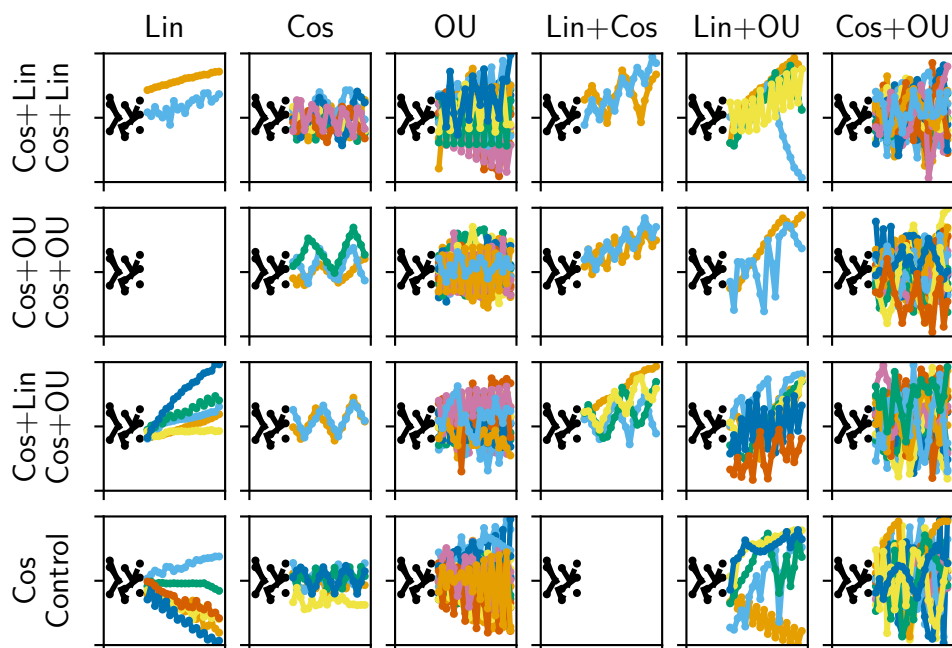 Lin Cos OU Lin+Cos Lin+OU Cos+OU
Cos+Lin
Cos+Lin
Cos+OU
Cos+OU
Cos+Lin
Cos+OU
Cos
Control